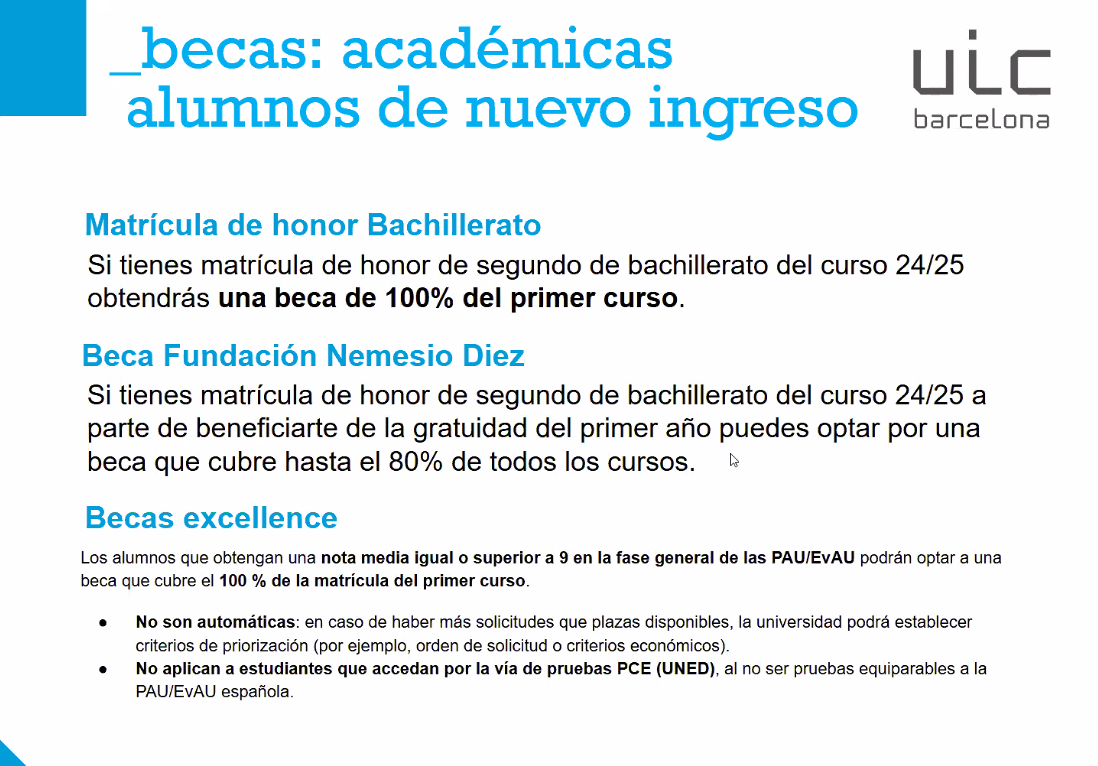 _becas: académicas
alumnos de nuevo ingreso
uic
barcelona
Matrícula de honor Bachillerato
Si tienes matrícula de honor de segundo de bachillerato del curso 24/25
obtendrás una beca de 100% del primer curso.
Beca Fundación Nemesio Diez
Si tienes matrícula de honor de segundo de bachillerato del curso 24/25 a
parte de beneficiarte de la gratuidad del primer año puedes optar por una
beca que cubre hasta el 80% de todos los cursos.
Becas excellence
Los alumnos que obtengan una nota media igual o superior a 9 en la fase general de las PAU/EvAU podrán optar a una
beca que cubre el 100 % de la matrícula del primer curso.
● No son automáticas: en caso de haber más solicitudes que plazas disponibles, la universidad podrá establecer
criterios de priorización (por ejemplo, orden de solicitud o criterios económicos).
● No aplican a estudiantes que accedan por la vía de pruebas PCE (UNED), al no ser pruebas equiparables a la
PAU/EvAU española.